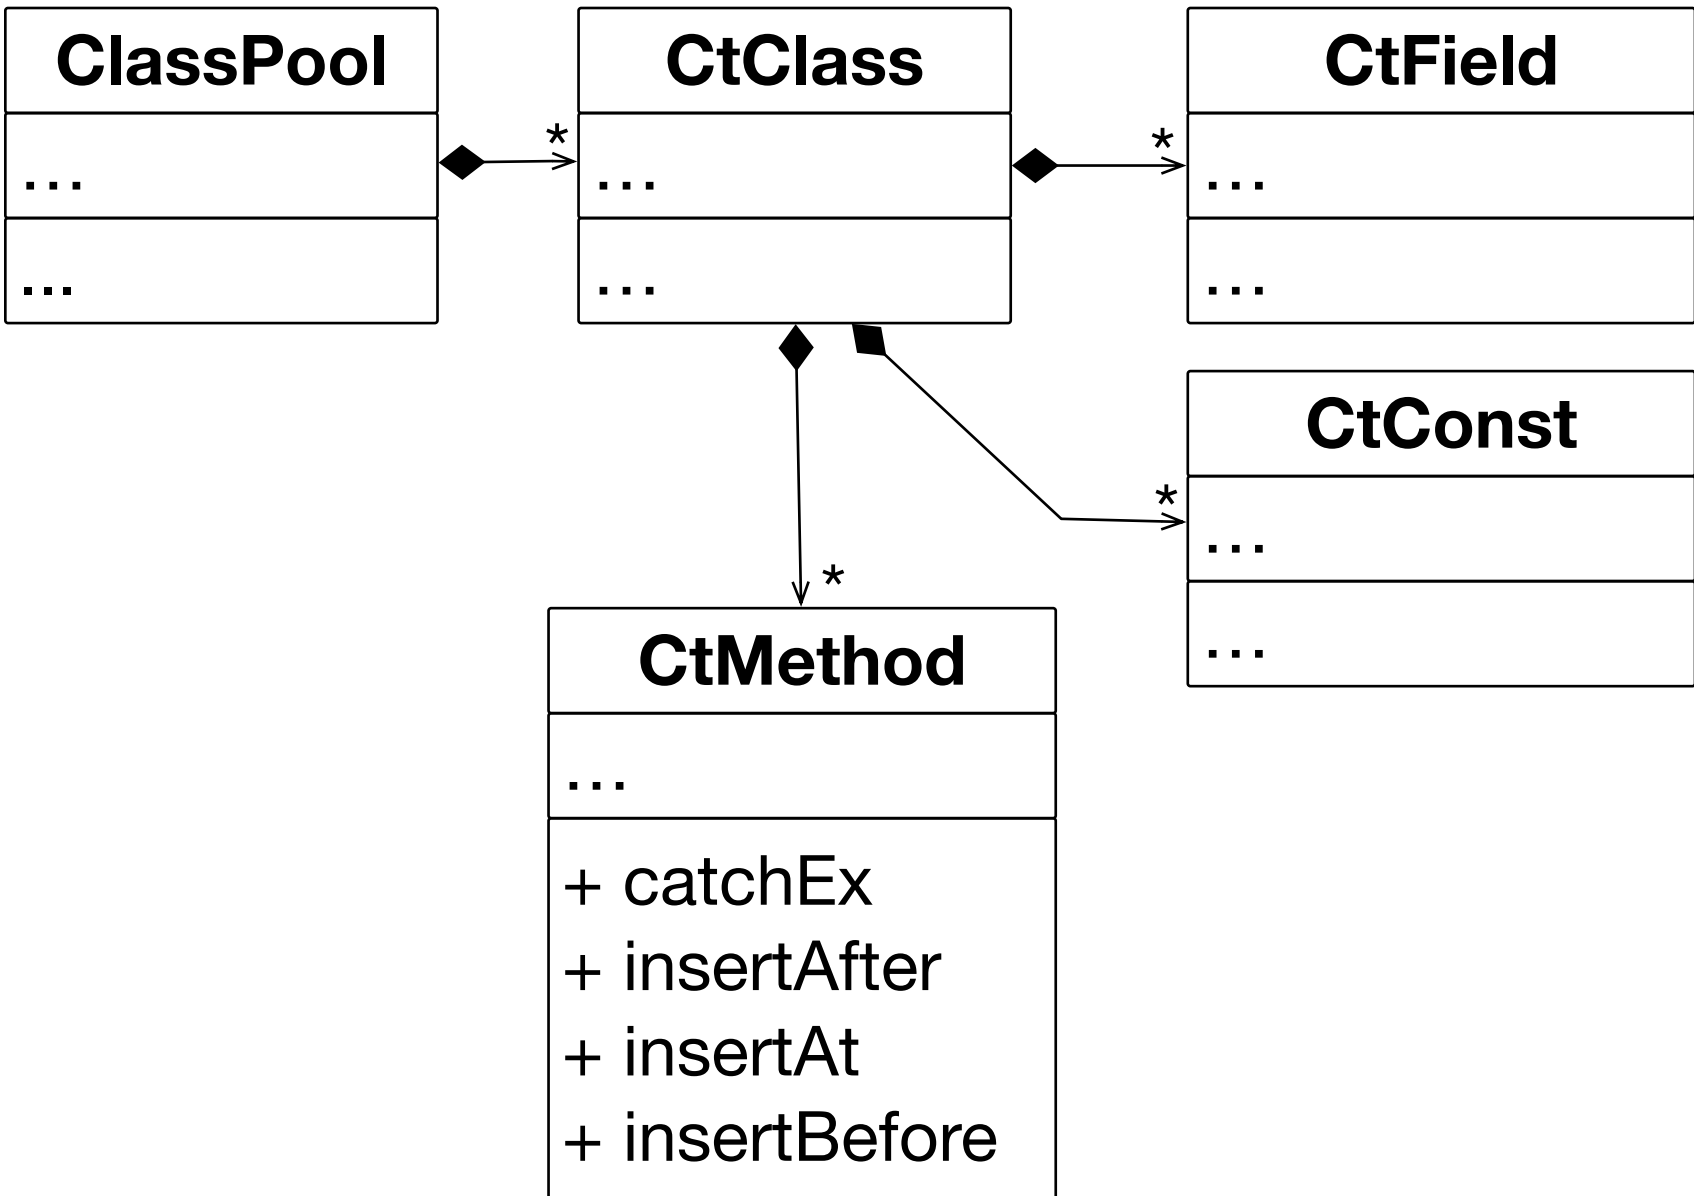 ClassPool
...
...
*
CtClass
...
...
*
CtField
...
...
*
CtConst
...
...
*
CtMethod
...
+ catchEx
+ insertAfter
+ insertAt
+ insertBefore